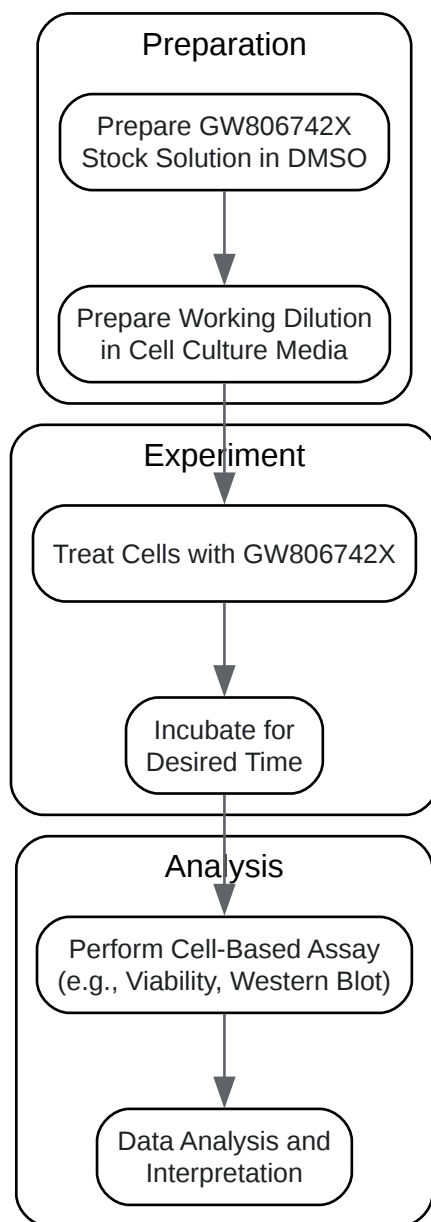 Preparation
Prepare GW806742X
Stock Solution in DMSO
Prepare Working Dilution
in Cell Culture Media
Experiment
Treat Cells with GW806742X
Incubate for
Desired Time
Analysis
Perform Cell-Based Assay
(e.g., Viability, Western Blot)
Data Analysis and
Interpretation